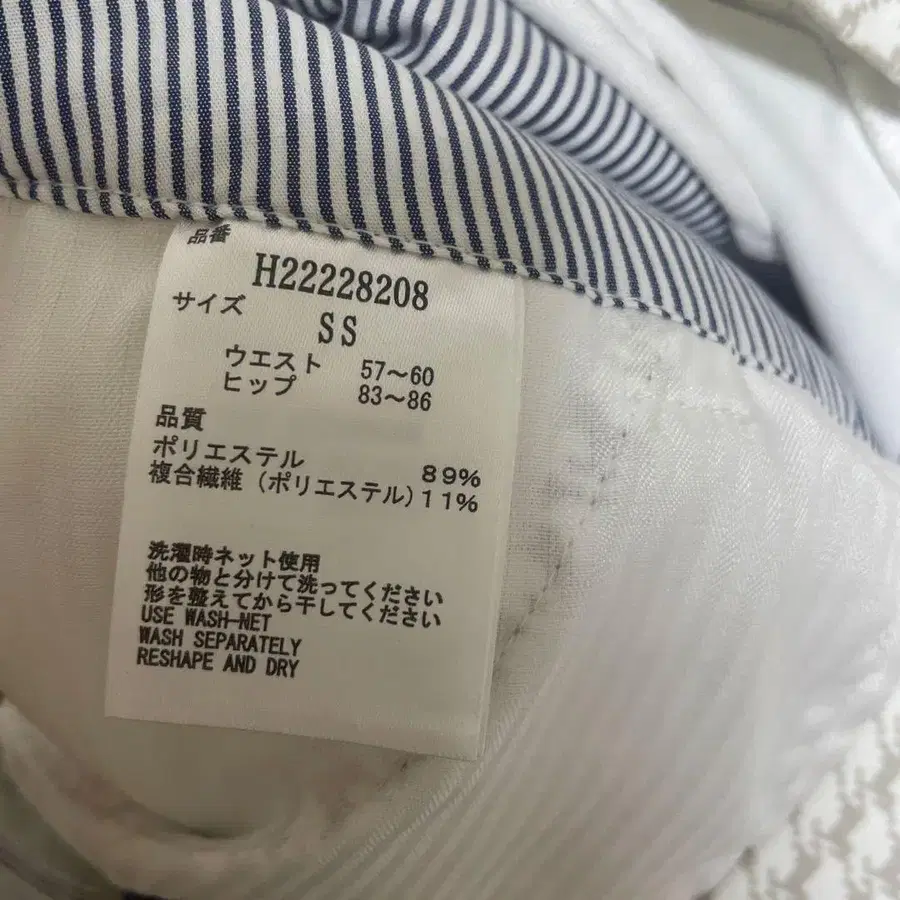 品番
H22228208
サイズ
SS
ウエスト 57～60
ヒップ 83～86
品質
ポリエステル 89%
複合繊維(ポリエステル)11%
洗濯時ネット使用
他の物と分けて洗ってください
形を整えてから干してください
USE WASH-NET
WASH SEPARATELY
RESHAPE AND DRY